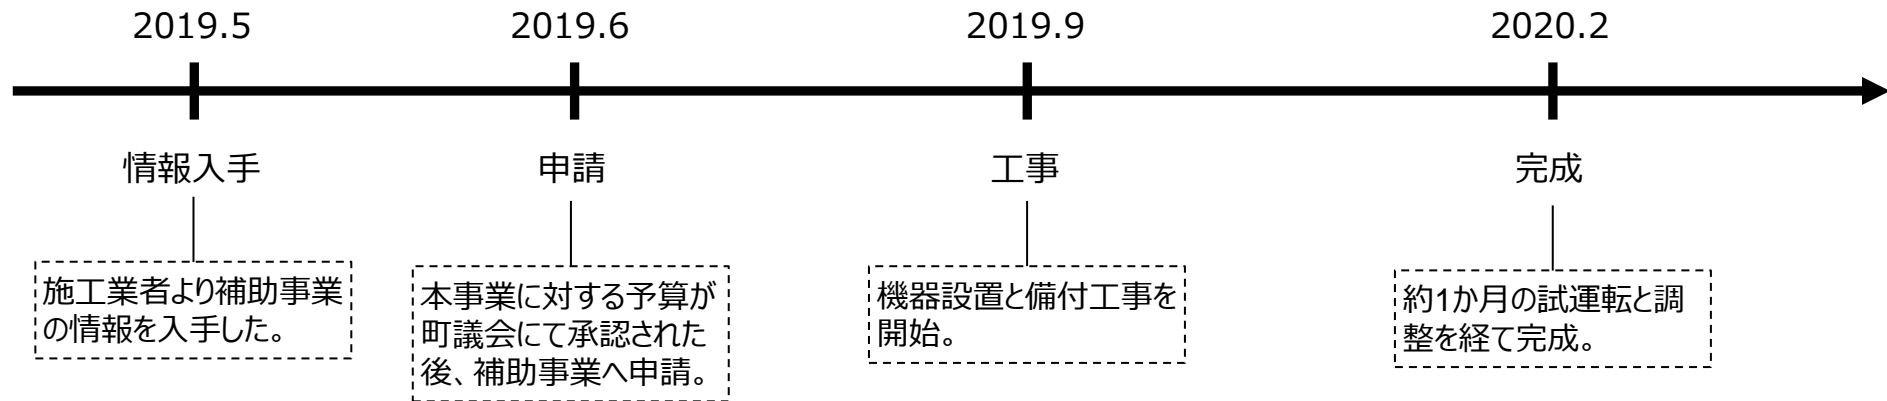 2019.5
2019.6
2019.9
2020.2
情報入手
申請
工事
完成
施工業者より補助事業
の情報を入手した。
本事業に対する予算が
町議会にて承認された
後、補助事業へ申請。
機器設置と備付工事を
開始。
約1か月の試運転と調
整を経て完成。